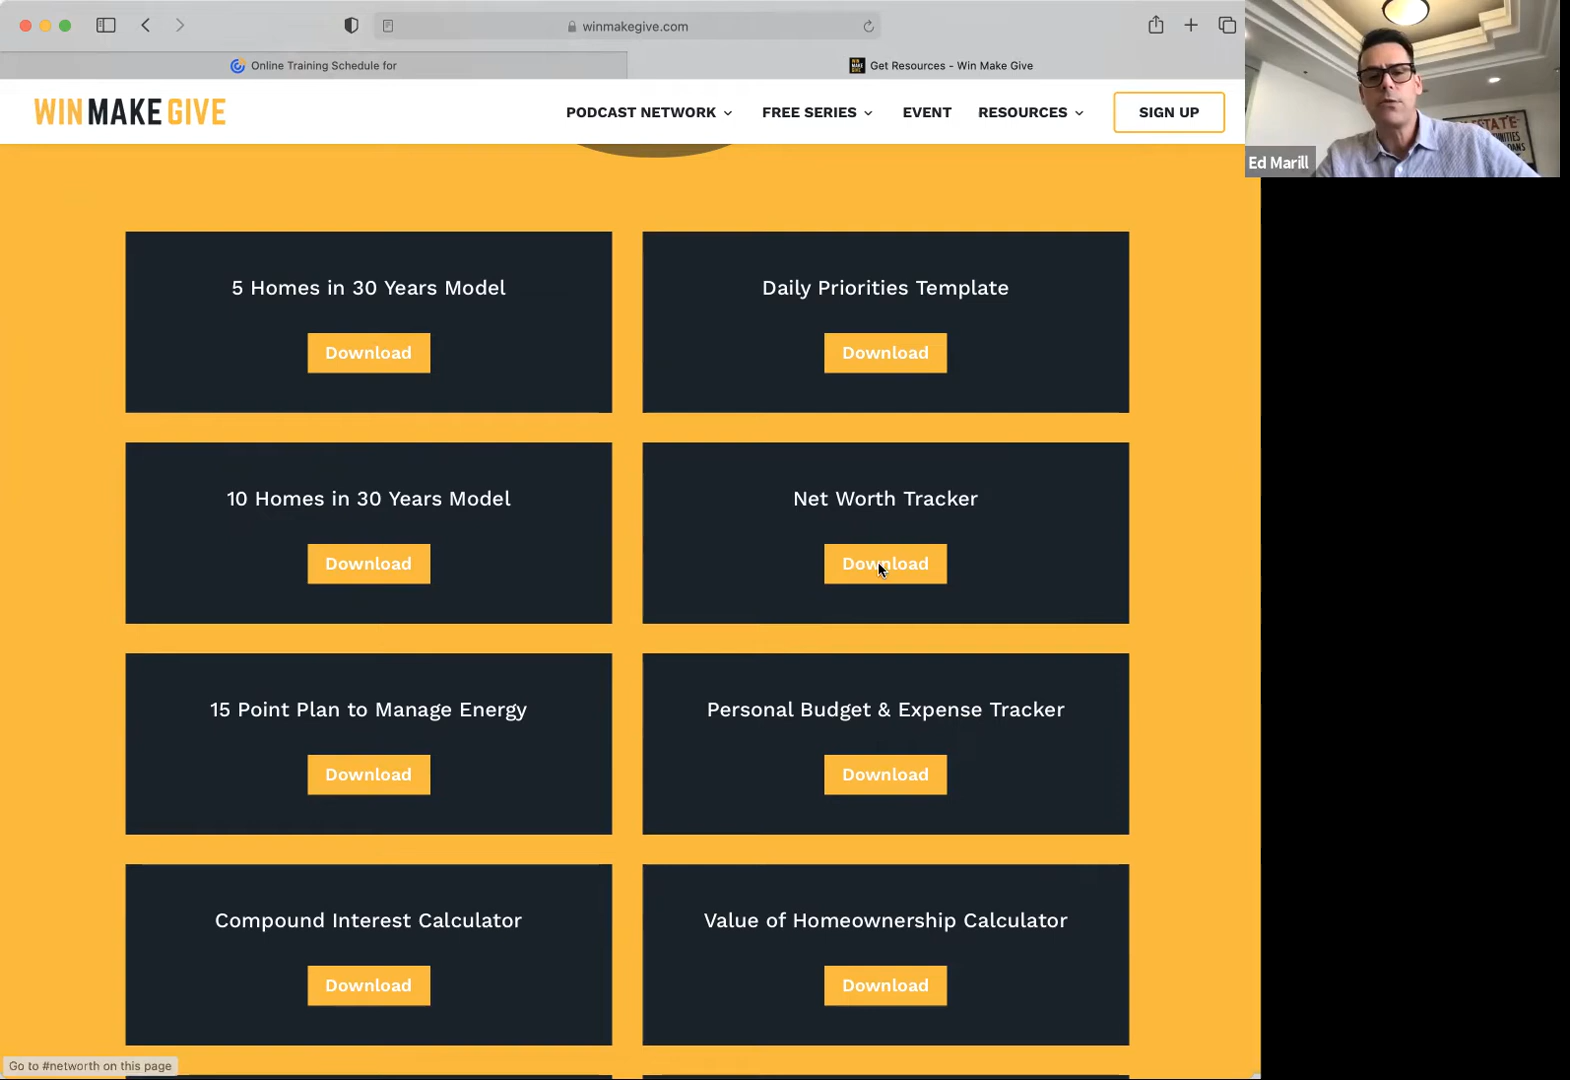 winmakegive.com
Online Training Schedule for
Get Resources - Win Make Give
WIN MAKE GIVE
PODCAST NETWORK
FREE SERIES
EVENT
RESOURCES
SIGN UP
Ed Marill
5 Homes in 30 Years Model
Daily Priorities Template
Download
Download
10 Homes in 30 Years Model
Net Worth Tracker
Download
Download
15 Point Plan to Manage Energy
Personal Budget & Expense Tracker
Download
Download
Compound Interest Calculator
Value of Homeownership Calculator
Download
Download
Go to #networth on this page